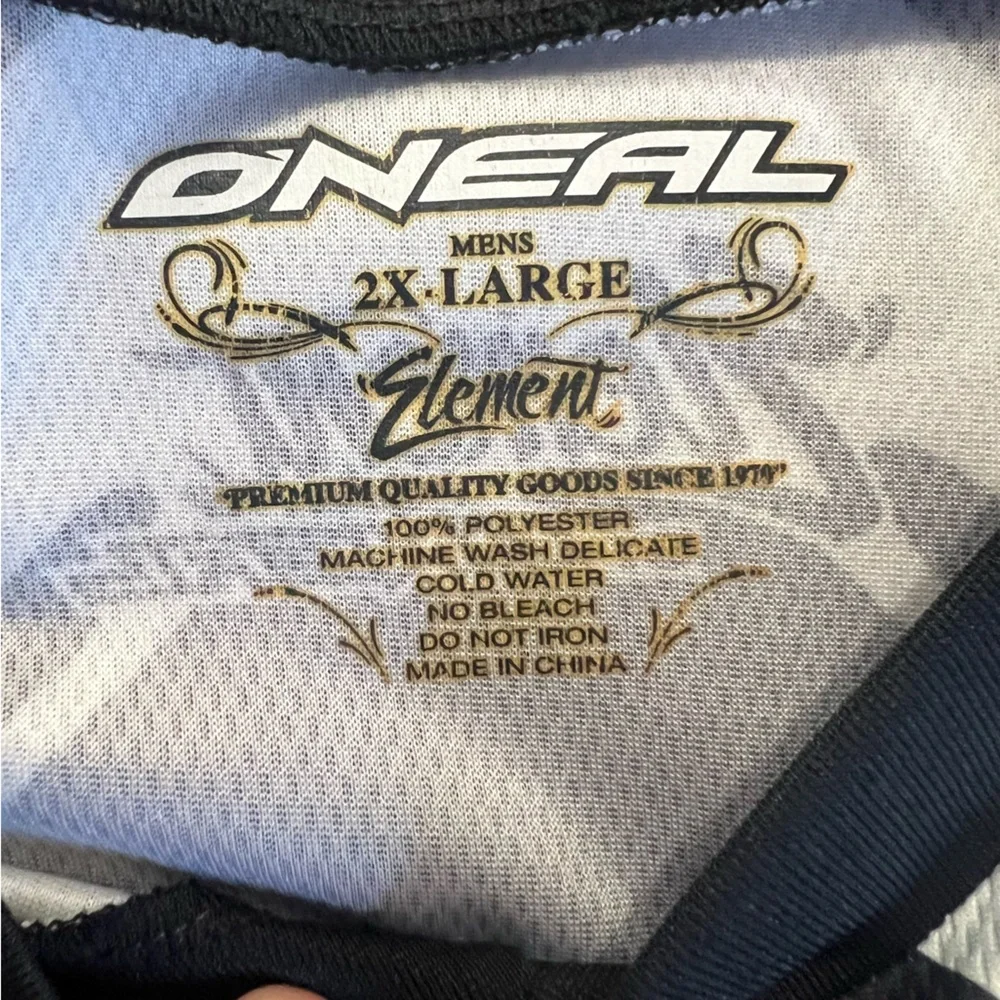 O'NEAL
MENS
2X-LARGE
Element
"PREMIUM QUALITY GOODS SINCE 1970"
100% POLYESTER
MACHINE WASH DELICATE
COLD WATER
NO BLEACH
DO NOT IRON
MADE IN CHINA